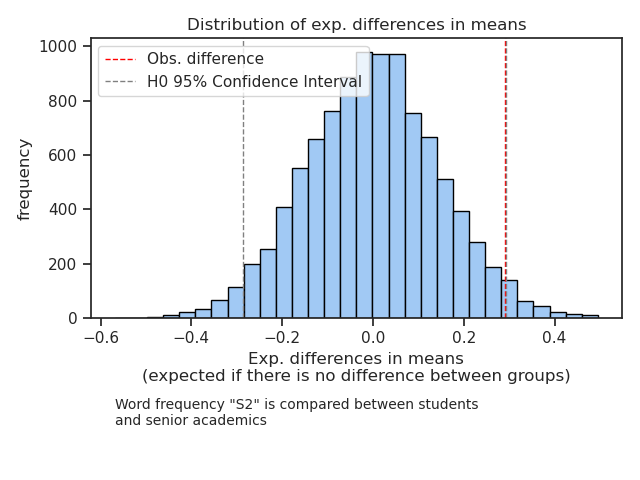 Distribution of exp. differences in means
Obs. difference
H0 95% Confidence Interval
1000
800
600
400
200
0
frequency
−0.6
−0.4
−0.2
0.0
0.2
0.4
Exp. differences in means
(expected if there is no difference between groups)
Word frequency "S2" is compared between students
and senior academics